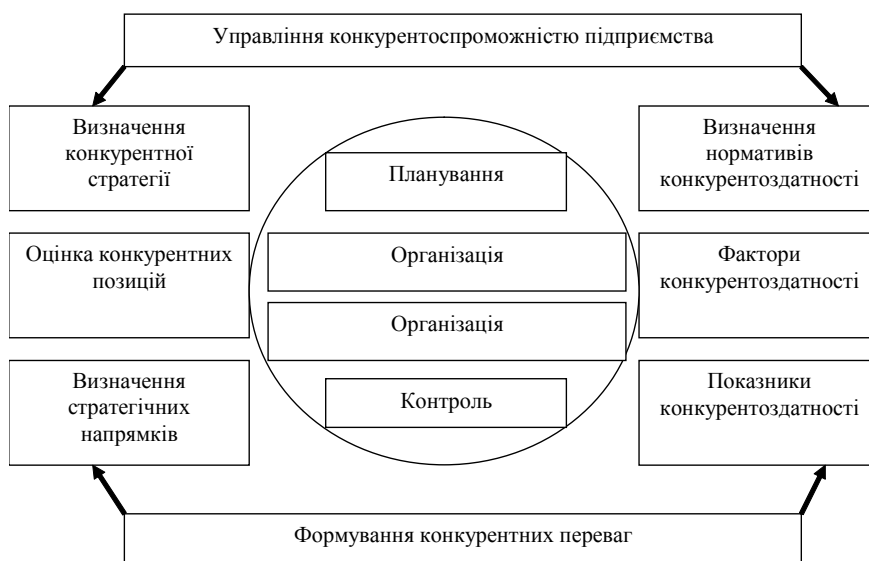 Управління конкурентоспроможністю підприємства
Визначення
конкурентної
стратегії
Планування
Визначення
нормативів
конкурентоздатності
Оцінка конкурентних
позицій
Організація
Фактори
конкурентоздатності
Організація
Визначення
стратегічних
напрямків
Контроль
Показники
конкурентоздатності
Формування конкурентних переваг